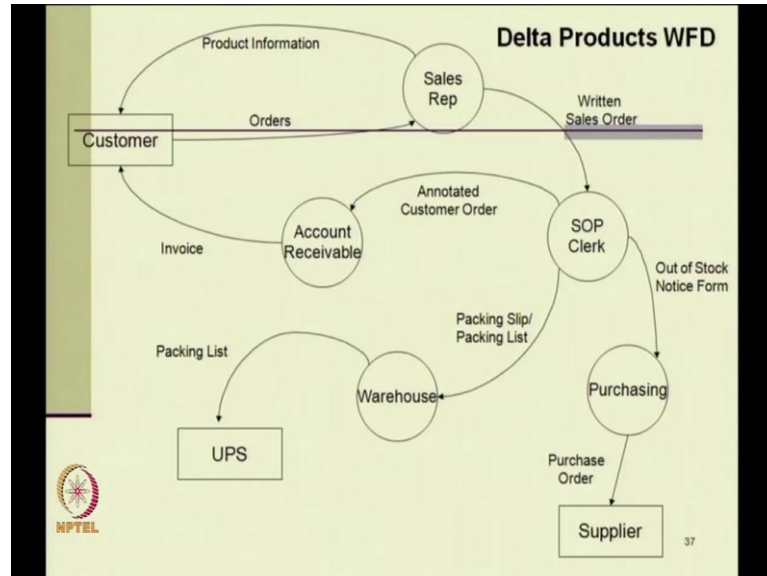 Delta Products WFD
Product Information
Sales
Rep
Written
Sales Order
Orders
Customer
Annotated
Customer Order
SOP
Clerk
Account
Receivable
Invoice
Out of Stock
Notice Form
Packing Slip/
Packing List
Packing List
Warehouse
Purchasing
UPS
Purchase
Order
Supplier
NPTEL
37